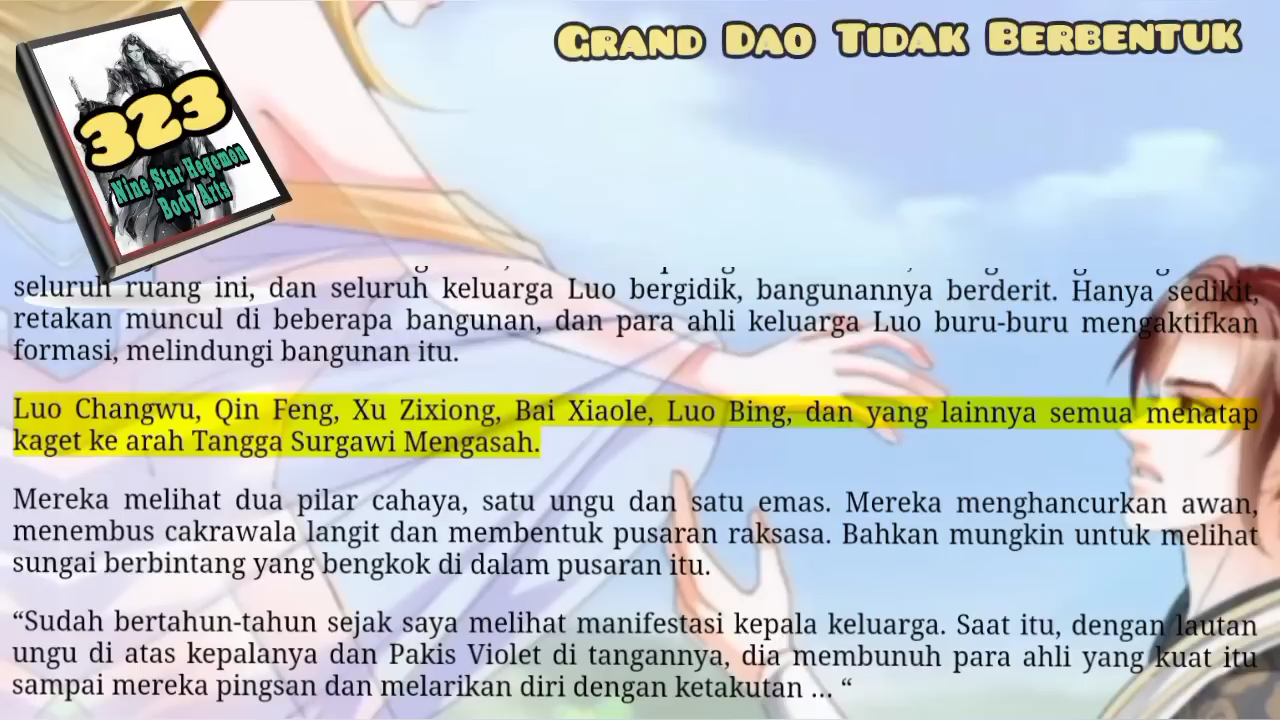 GRAND DAO TIDAK BERBENTUK
323
Nine Star Hegemon
Body Arts
seluruh ruang ini, dan seluruh keluarga Luo bergidik, bangunannya berderit. Hanya sedikit,
retakan muncul di beberapa bangunan, dan para ahli keluarga Luo buru-buru mengaktifkan
formasi, melindungi bangunan itu.
Luo Changwu, Qin Feng, Xu Zixiong, Bai Xiaole, Luo Bing, dan yang lainnya semua menatap
kaget ke arah Tangga Surgawi Mengasah.
Mereka melihat dua pilar cahaya, satu ungu dan satu emas. Mereka menghancurkan awan,
menembus cakrawala langit dan membentuk pusaran raksasa. Bahkan mungkin untuk melihat
sungai berbintang yang bengkok di dalam pusaran itu.
“Sudah bertahun-tahun sejak saya melihat manifestasi kepala keluarga. Saat itu, dengan lautan
ungu di atas kepalanya dan Pakis Violet di tangannya, dia membunuh para ahli yang kuat itu
sampai mereka pingsan dan melarikan diri dengan ketakutan ... “